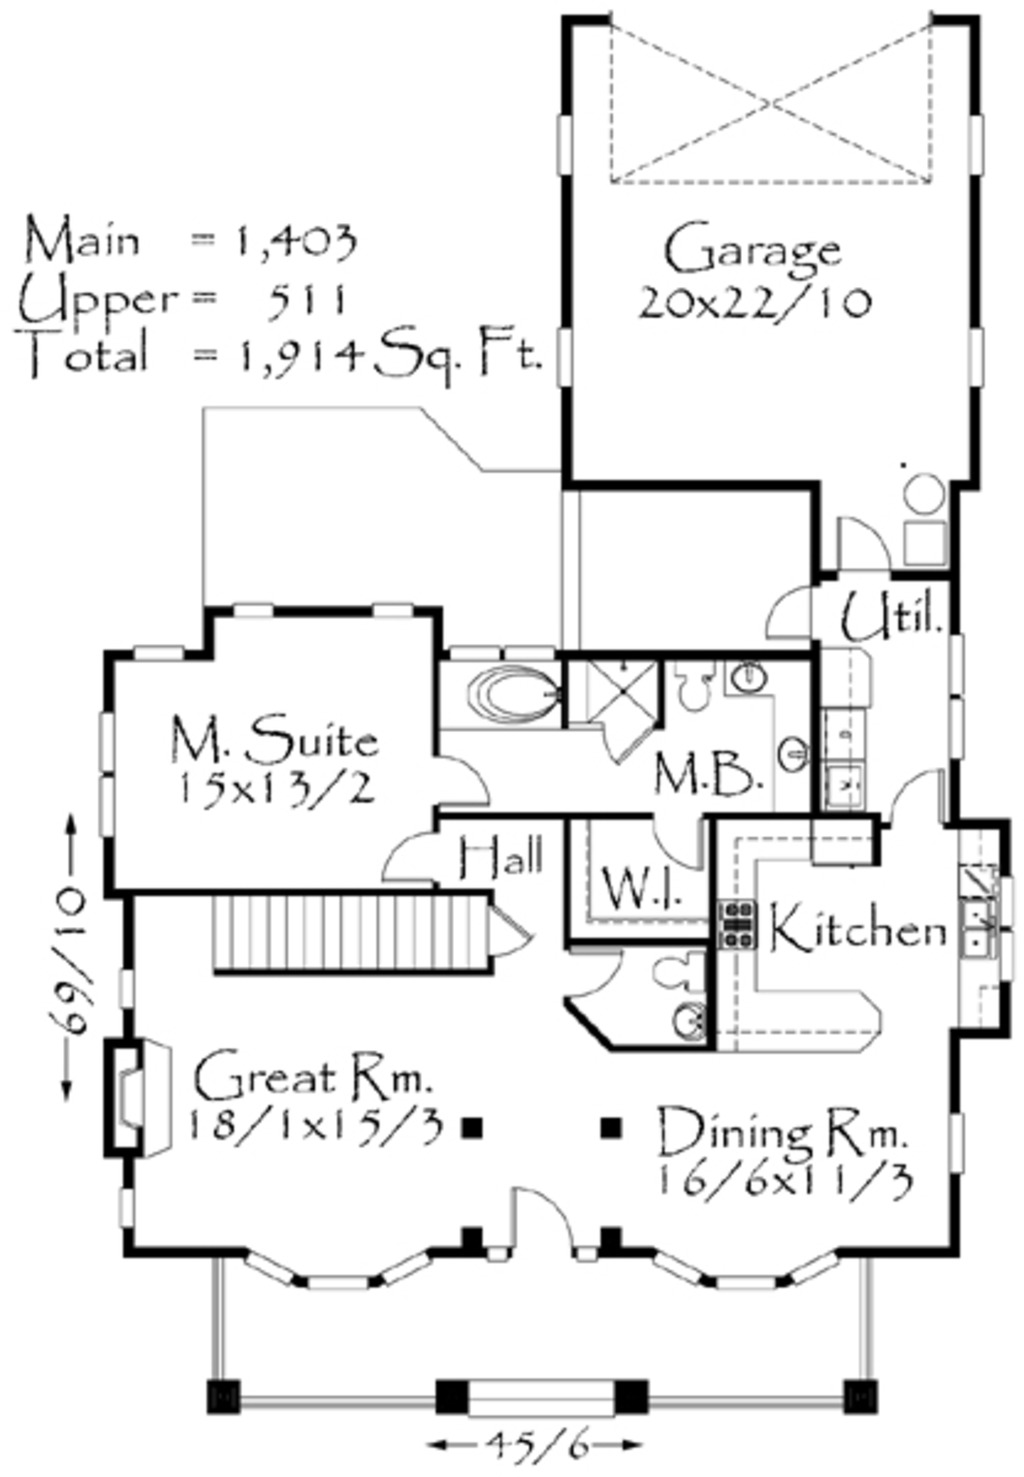 Main = 1,403
Upper = 511
Total = 1,914 Sq. Ft.
Garage
20x22/10
Util.
M. Suite
15x13/2
M.B.
Hall
W.I.
Kitchen
69/10
Great Rm.
18/1x15/3
Dining Rm.
16/6x11/3
45/6